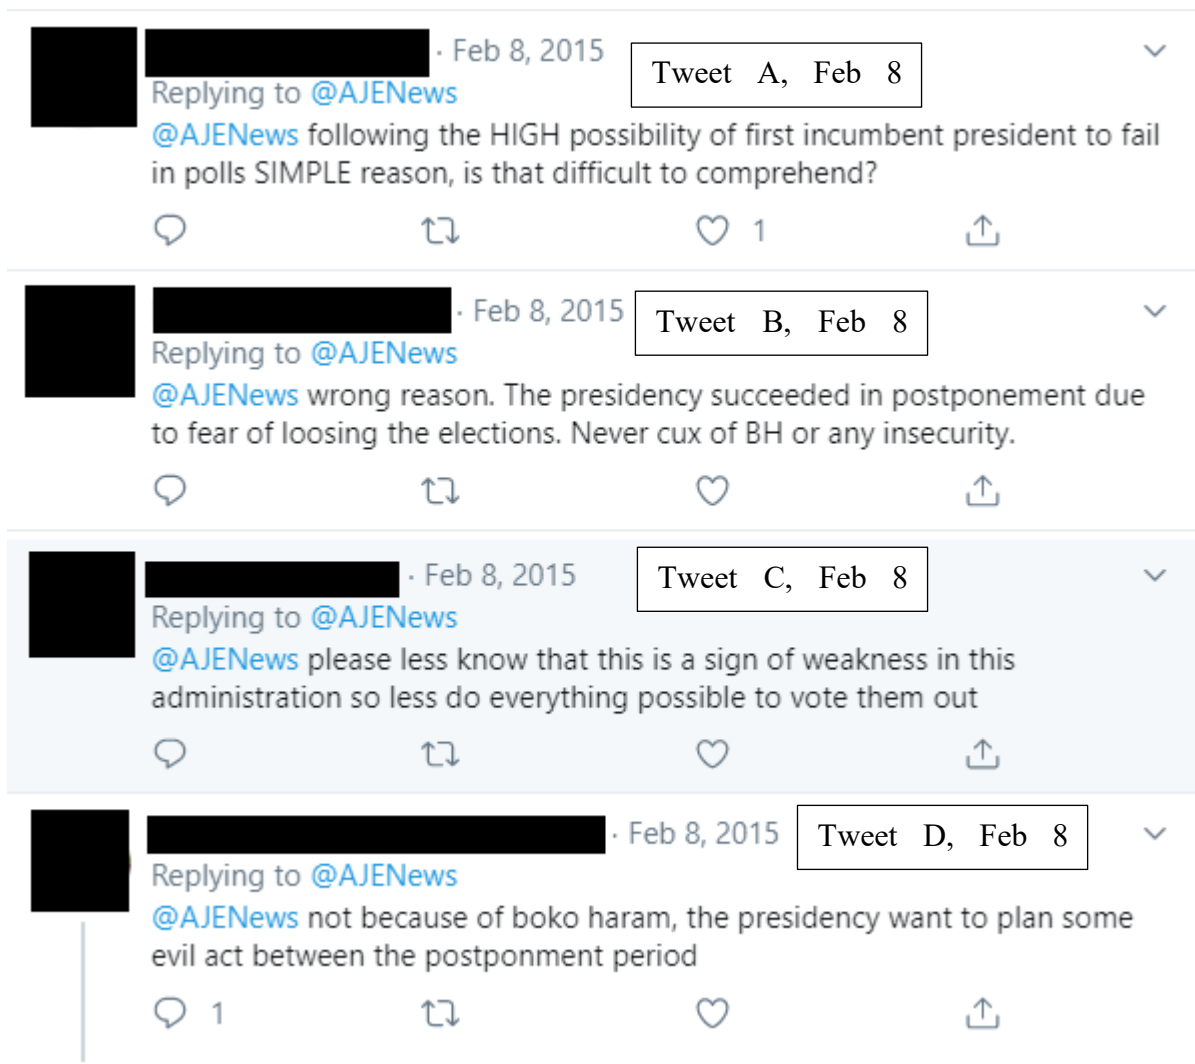 · Feb 8, 2015
Tweet A, Feb 8
Replying to @AJENews
@AJENews following the HIGH possibility of first incumbent president to fail
in polls SIMPLE reason, is that difficult to comprehend?
1
· Feb 8, 2015
Tweet B, Feb 8
Replying to @AJENews
@AJENews wrong reason. The presidency succeeded in postponement due
to fear of loosing the elections. Never cux of BH or any insecurity.
· Feb 8, 2015
Tweet C, Feb 8
Replying to @AJENews
@AJENews please less know that this is a sign of weakness in this
administration so less do everything possible to vote them out
· Feb 8, 2015
Tweet D, Feb 8
Replying to @AJENews
@AJENews not because of boko haram, the presidency want to plan some
evil act between the postponment period
1